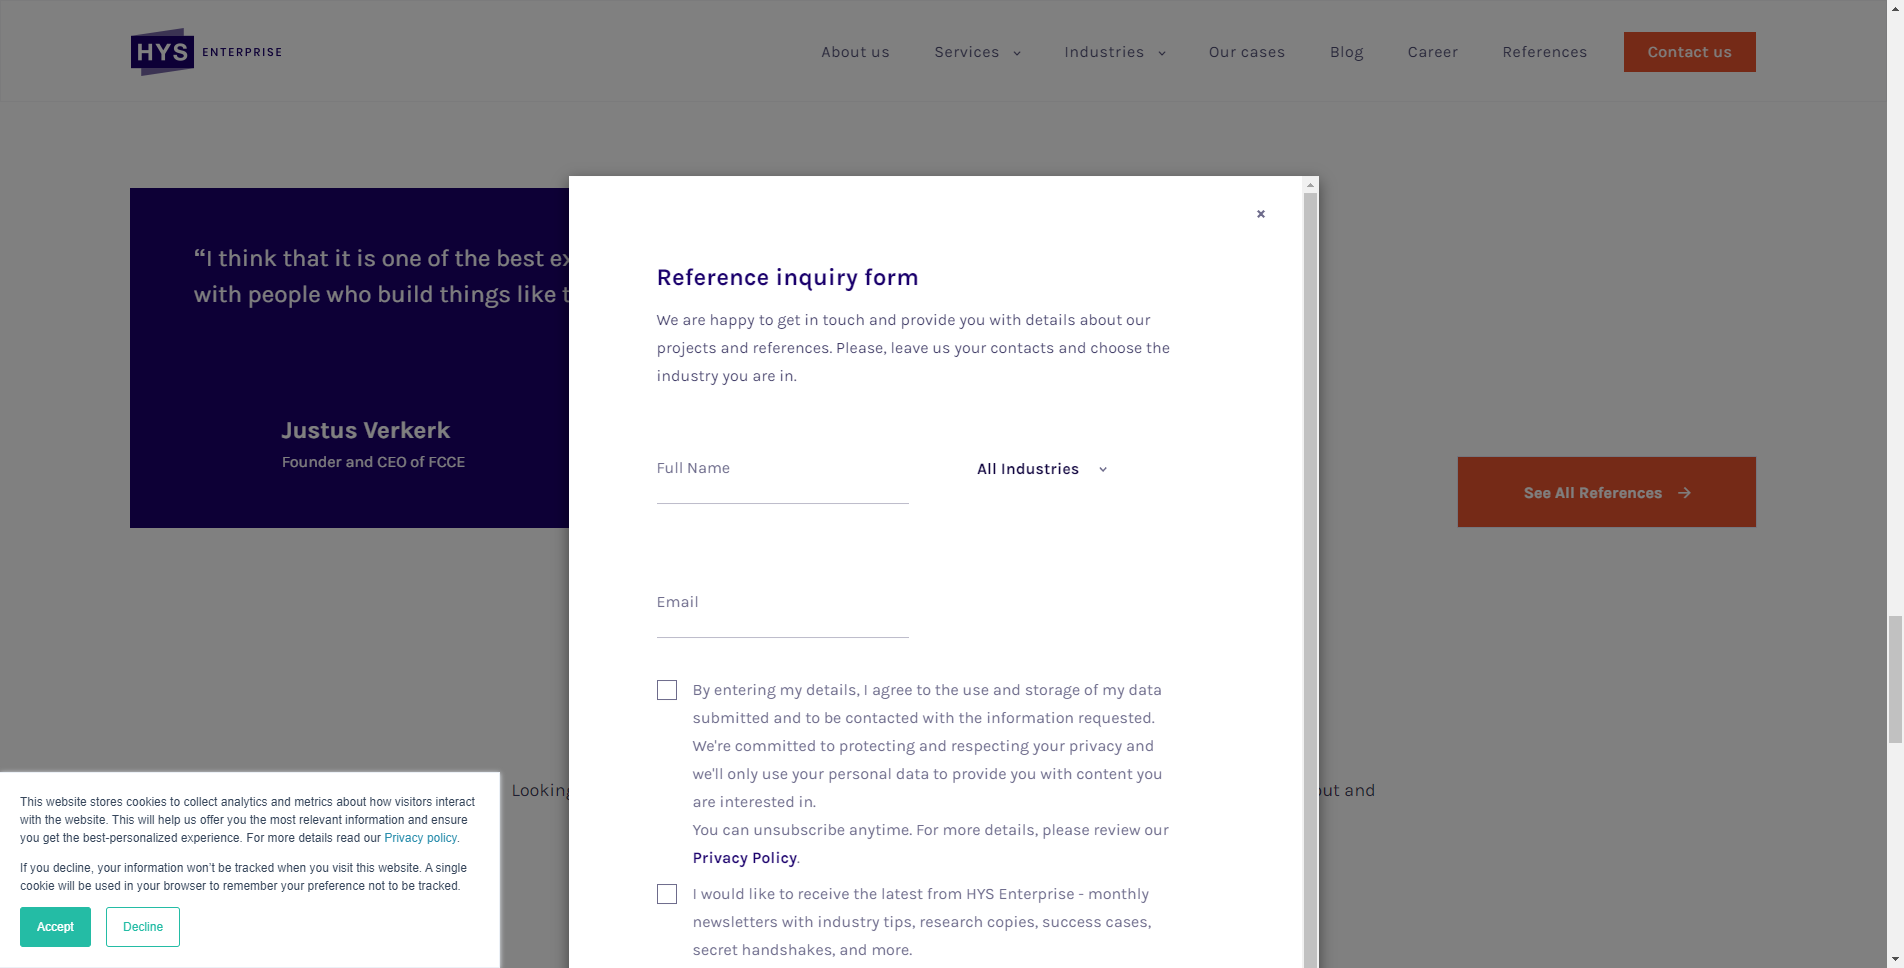 HYS ENTERPRISE
About us
Services
Industries
Our cases
Blog
Career
References
Contact us
“I think that it is one of the best ex
with people who build things like t
Justus Verkerk
Founder and CEO of FCCE
See All References
×
Reference inquiry form
We are happy to get in touch and provide you with details about our
projects and references. Please, leave us your contacts and choose the
industry you are in.
Full Name
All Industries
Email
By entering my details, I agree to the use and storage of my data
submitted and to be contacted with the information requested.
We're committed to protecting and respecting your privacy and
we'll only use your personal data to provide you with content you
are interested in.
You can unsubscribe anytime. For more details, please review our
Privacy Policy.
I would like to receive the latest from HYS Enterprise - monthly
newsletters with industry tips, research copies, success cases,
secret handshakes, and more.
Looking
out and
This website stores cookies to collect analytics and metrics about how visitors interact
with the website. This will help us offer you the most relevant information and ensure
you get the best-personalized experience. For more details read our Privacy policy.
If you decline, your information won't be tracked when you visit this website. A single
cookie will be used in your browser to remember your preference not to be tracked.
Accept
Decline